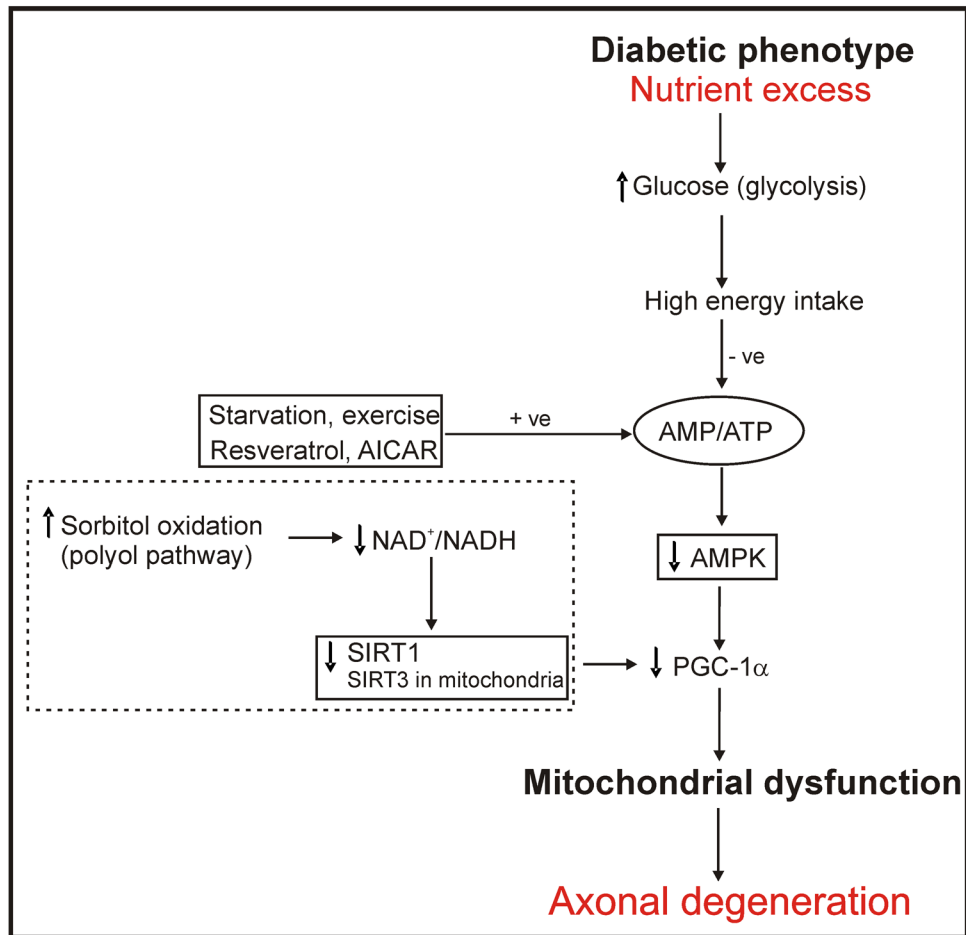 Diabetic phenotype
Nutrient excess
↑ Glucose (glycolysis)
High energy intake
- ve
Starvation, exercise
Resveratrol, AICAR
+ ve
AMP/ATP
↑ Sorbitol oxidation
(polyol pathway)
↓ NAD⁺/NADH
↓ AMPK
↓ SIRT1
SIRT3 in mitochondria
↓ PGC-1α
Mitochondrial dysfunction
Axonal degeneration